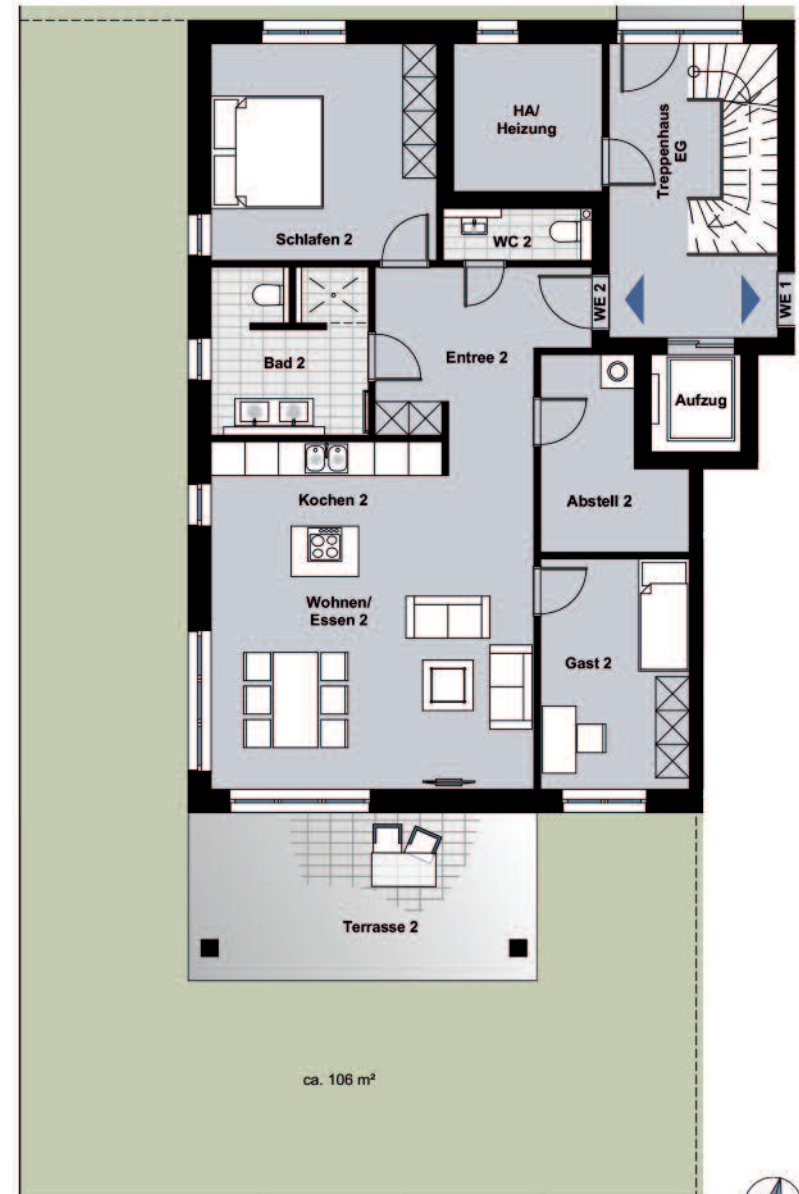 HA/
Heizung
Treppenhaus
EG
Schlafen 2
WC 2
WE 2
WE 1
Bad 2
Entree 2
Aufzug
Kochen 2
Abstell 2
Wohnen/
Essen 2
Gast 2
Terrasse 2
ca. 106 m²